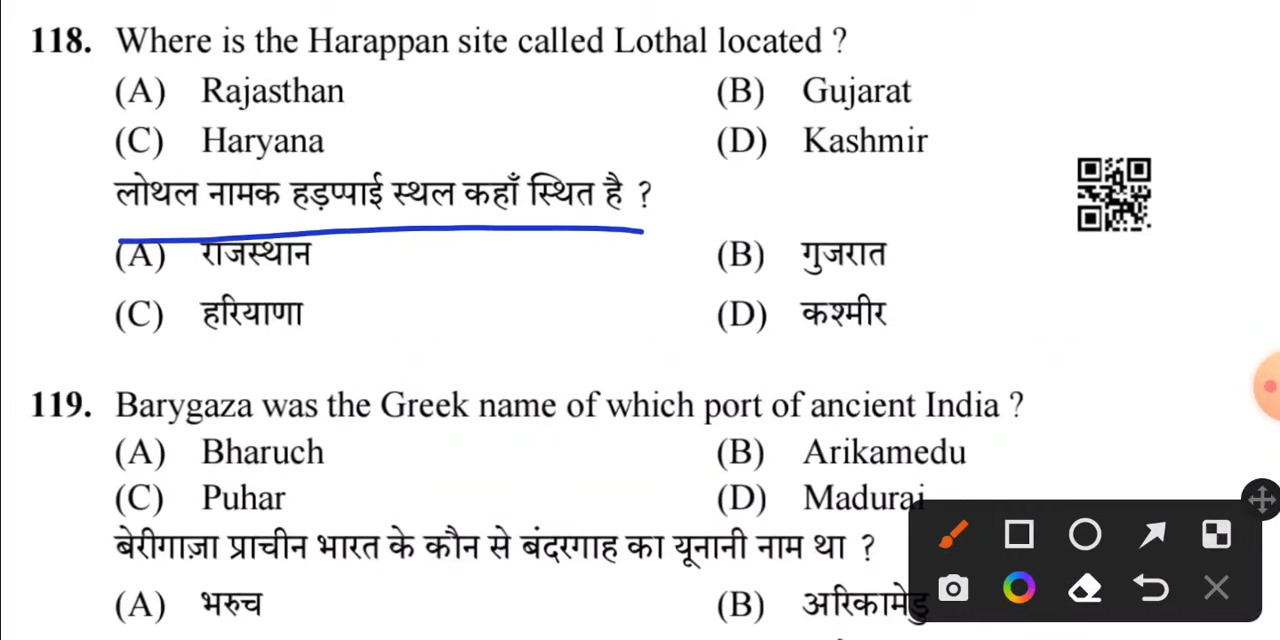 118. Where is the Harappan site called Lothal located ?
(A) Rajasthan (B) Gujarat
(C) Haryana (D) Kashmir
लोथल नामक हड़प्पाई स्थल कहाँ स्थित है ?
(A) राजस्थान (B) गुजरात
(C) हरियाणा (D) कश्मीर
119. Barygaza was the Greek name of which port of ancient India ?
(A) Bharuch (B) Arikamedu
(C) Puhar (D) Madurai
बेरीगाज़ा प्राचीन भारत के कौन से बंदरगाह का यूनानी नाम था ?
(A) भरुच (B) अरिकामेडु